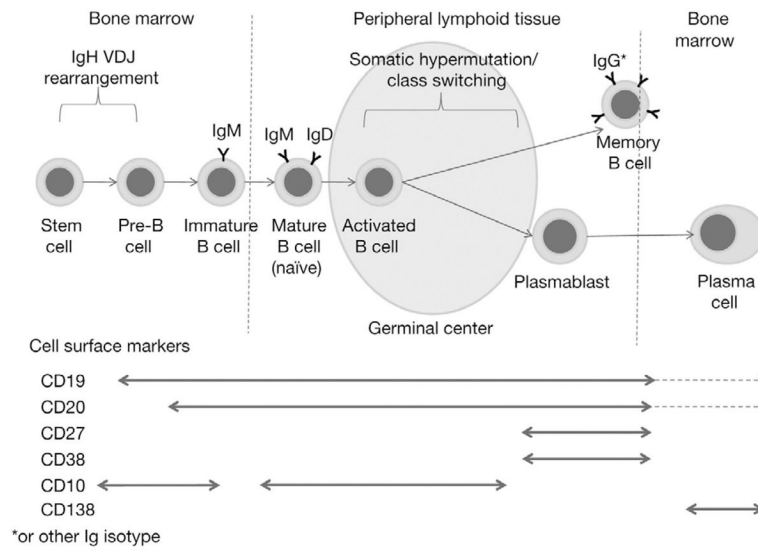 Bone marrow
Peripheral lymphoid tissue
Bone
marrow
IgH VDJ
rearrangement
Somatic hypermutation/
class switching
IgG*
IgM
IgM
IgD
Memory
B cell
Stem
cell
Pre-B
cell
Immature
B cell
Mature
B cell
(naïve)
Activated
B cell
Plasmablast
Plasma
cell
Germinal center
Cell surface markers
CD19
CD20
CD27
CD38
CD10
CD138
*or other Ig isotype